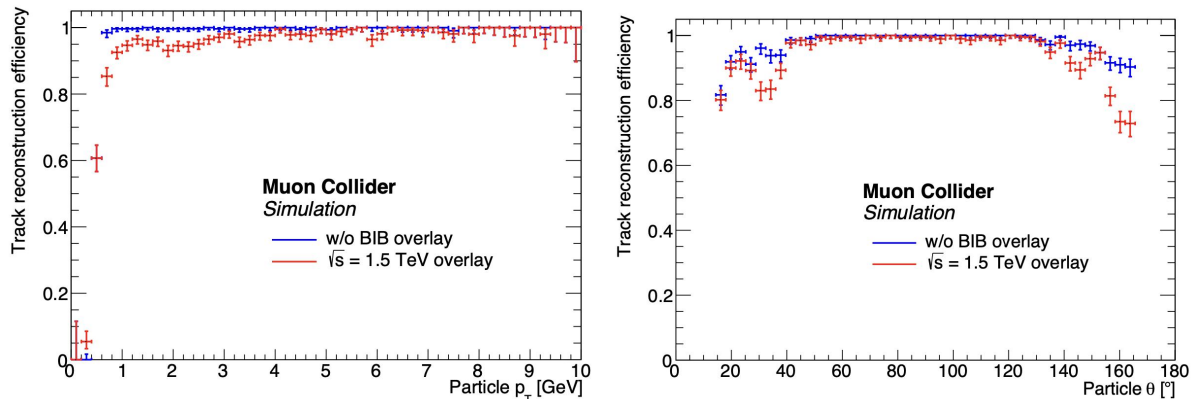 Track reconstruction efficiency
1
0.8
0.6
0.4
0.2
0
Muon Collider
Simulation
w/o BIB overlay
√s = 1.5 TeV overlay
0 1 2 3 4 5 6 7 8 9 10
Particle pT [GeV]
Track reconstruction efficiency
1
0.8
0.6
0.4
0.2
0
Muon Collider
Simulation
w/o BIB overlay
√s = 1.5 TeV overlay
0 20 40 60 80 100 120 140 160 180
Particle θ [°]